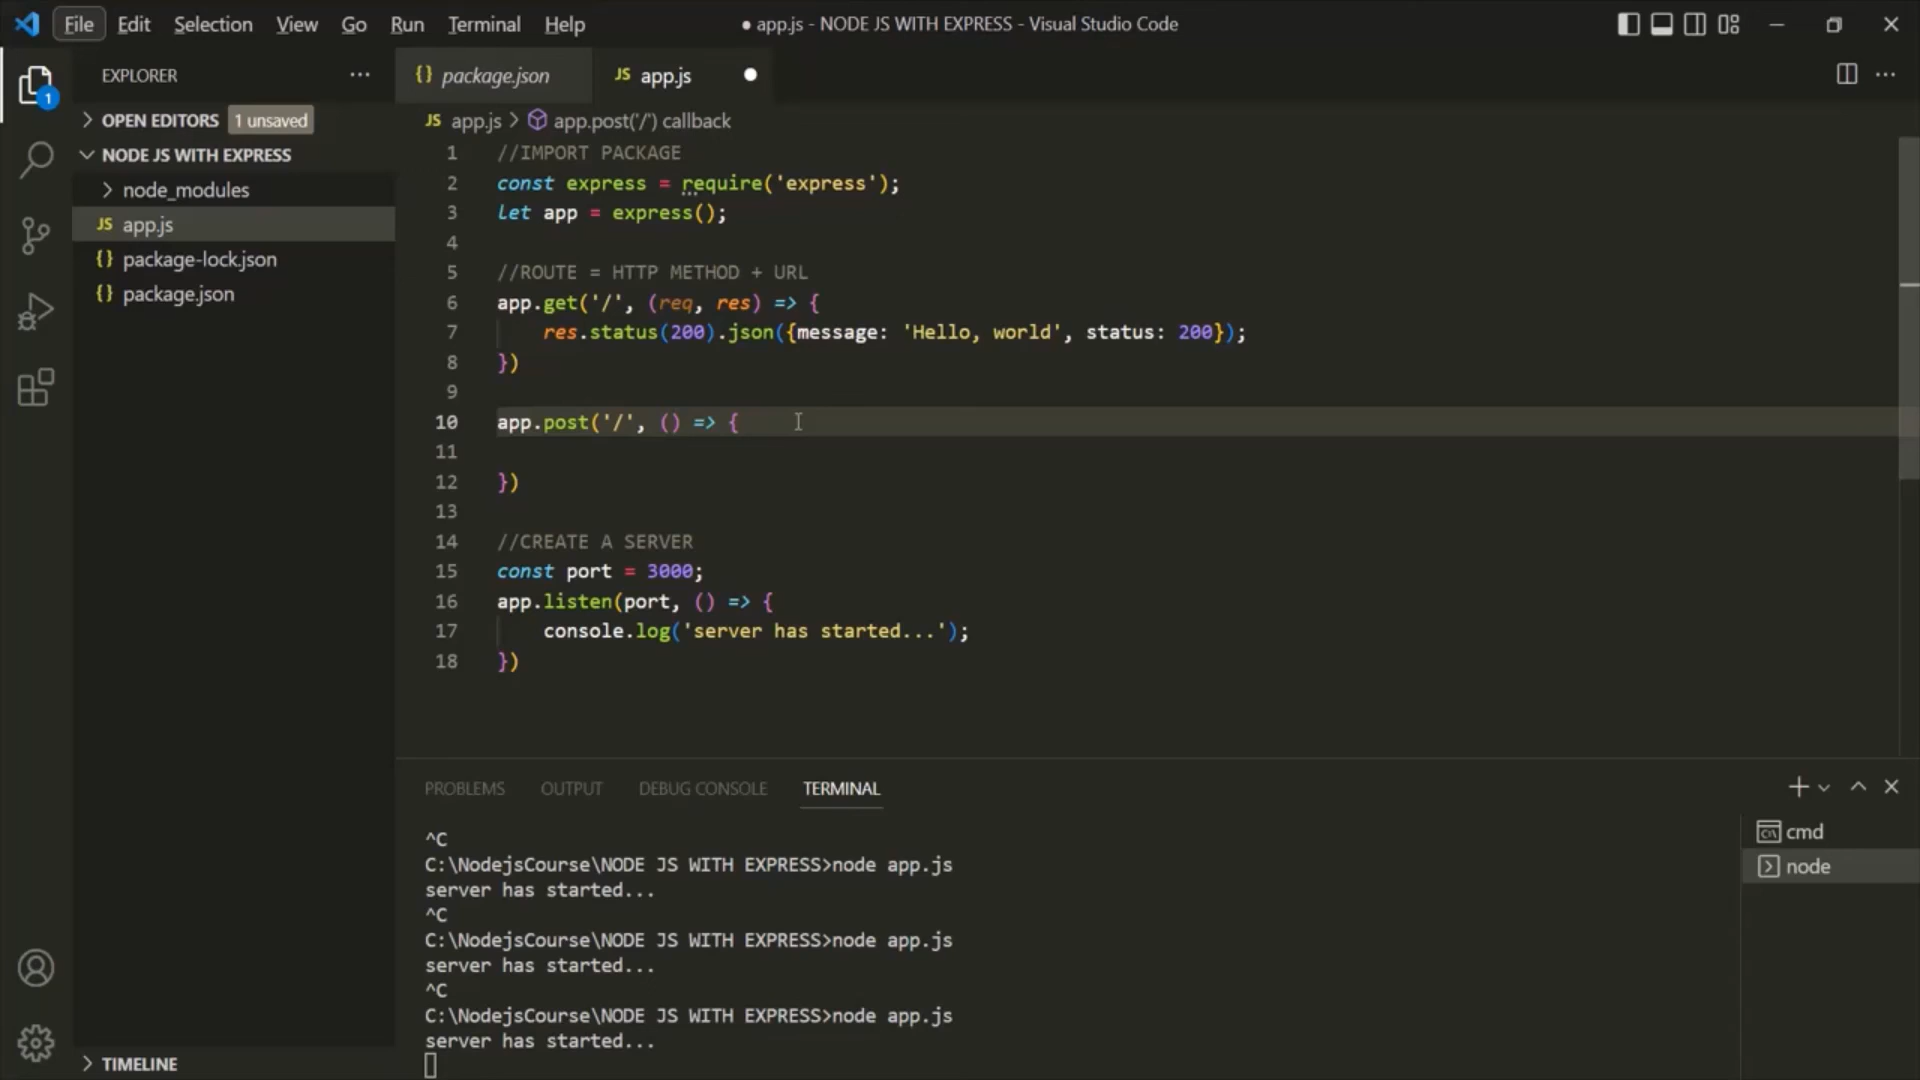 File Edit Selection View Go Run Terminal Help ● app.js - NODE JS WITH EXPRESS - Visual Studio Code
EXPLORER ···
{} package.json JS app.js ●
1
> OPEN EDITORS 1 unsaved
JS app.js > app.post('/') callback
NODE JS WITH EXPRESS
> node_modules
JS app.js
{} package-lock.json
{} package.json
1 //IMPORT PACKAGE
2 const express = require('express');
3 let app = express();
4
5 //ROUTE = HTTP METHOD + URL
6 app.get('/', (req, res) => {
7 res.status(200).json({message: 'Hello, world', status: 200});
8 })
9
10 app.post('/', () => {
11
12 })
13
14 //CREATE A SERVER
15 const port = 3000;
16 app.listen(port, () => {
17 console.log('server has started...');
18 })
PROBLEMS OUTPUT DEBUG CONSOLE TERMINAL
^C
C:\NodejsCourse\NODE JS WITH EXPRESS>node app.js
server has started...
^C
C:\NodejsCourse\NODE JS WITH EXPRESS>node app.js
server has started...
^C
C:\NodejsCourse\NODE JS WITH EXPRESS>node app.js
server has started...
cmd
node
> TIMELINE